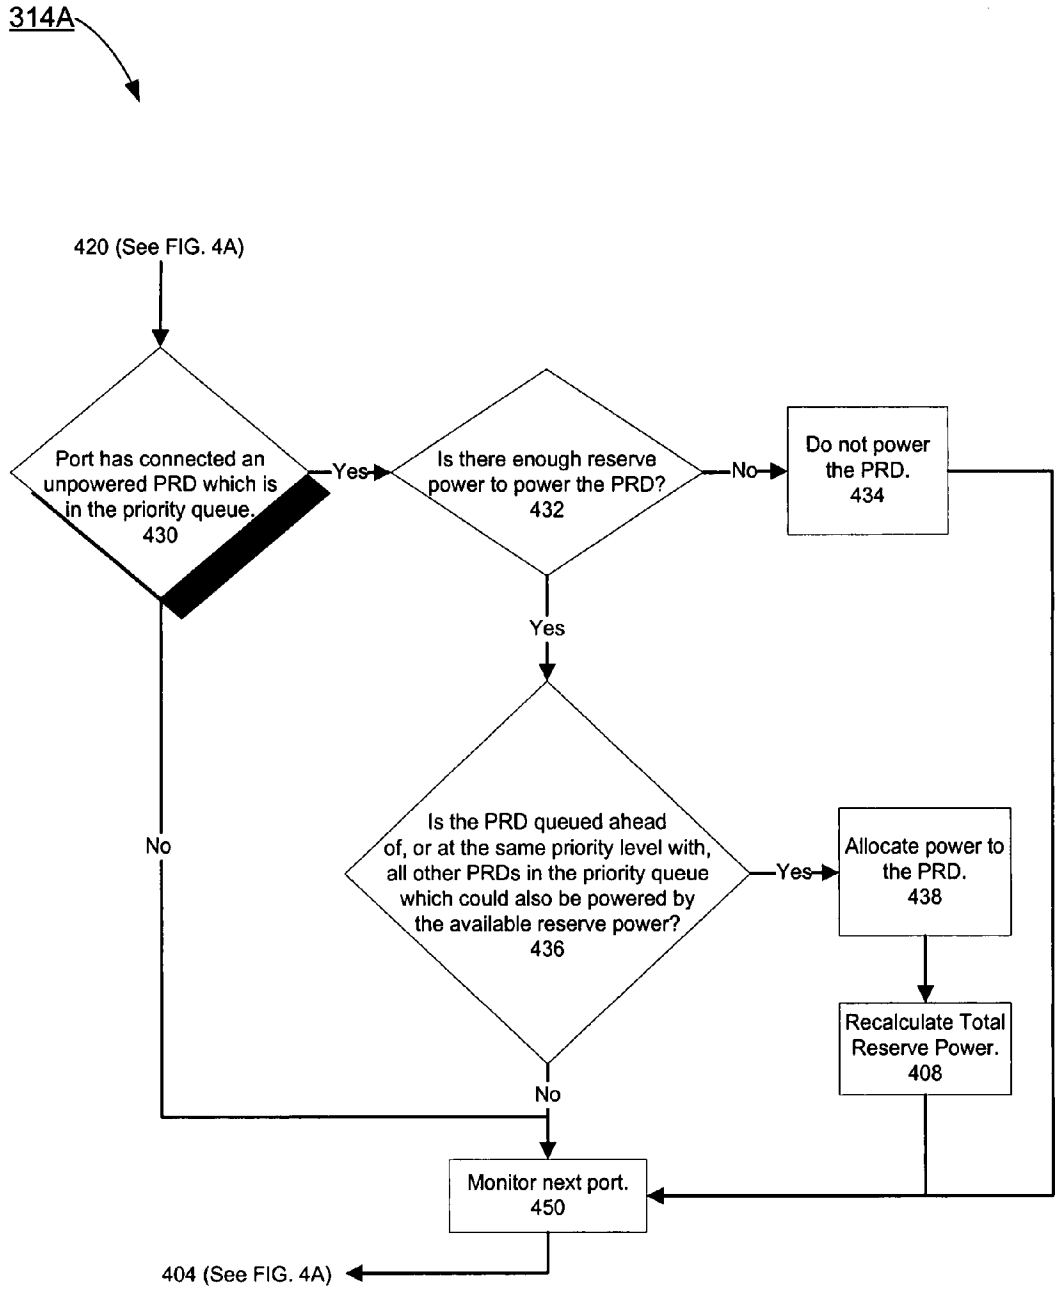 314A
420 (See FIG. 4A)
Port has connected an
unpowered PRD which is
in the priority queue.
430
Yes
Is there enough reserve
power to power the PRD?
432
No
Do not power
the PRD.
434
Yes
Is the PRD queued ahead
of, or at the same priority level with,
all other PRDs in the priority queue
which could also be powered by
the available reserve power?
436
Yes
Allocate power to
the PRD.
438
Recalculate Total
Reserve Power.
408
No
No
Monitor next port.
450
404 (See FIG. 4A)